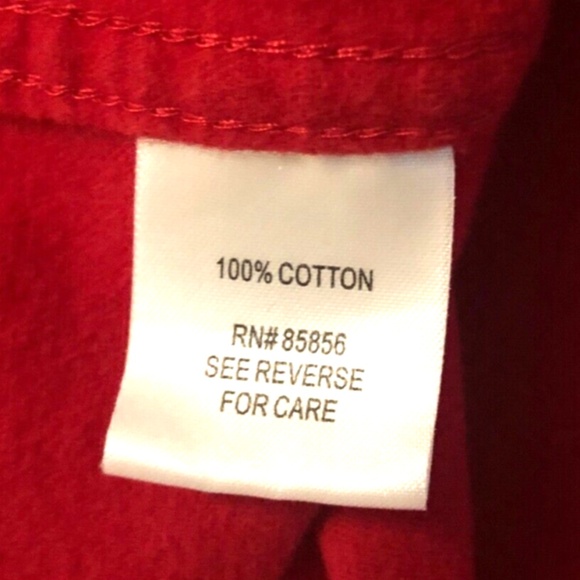 100% COTTON
RN# 85856
SEE REVERSE
FOR CARE